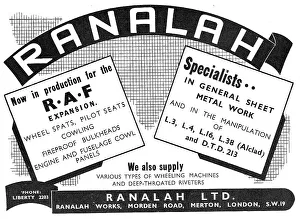 RANALAH
Now in production for the
R·A·F
EXPANSION.
WHEEL SPATS, PILOT SEATS
COWLING
FIREPROOF BULKHEADS
ENGINE AND FUSELAGE COWL
PANELS
Specialists..
IN GENERAL SHEET
METAL WORK
AND IN THE MANIPULATION
OF
L.3, L.4, L.16, L.38 (Alclad)
and D.T.D. 213
We also supply
VARIOUS TYPES OF WHEELING MACHINES
AND DEEP-THROATED RIVETERS
PHONE:
LIBERTY 2203
RANALAH LTD.
RANALAH WORKS, MORDEN ROAD, MERTON, LONDON, S.W.19